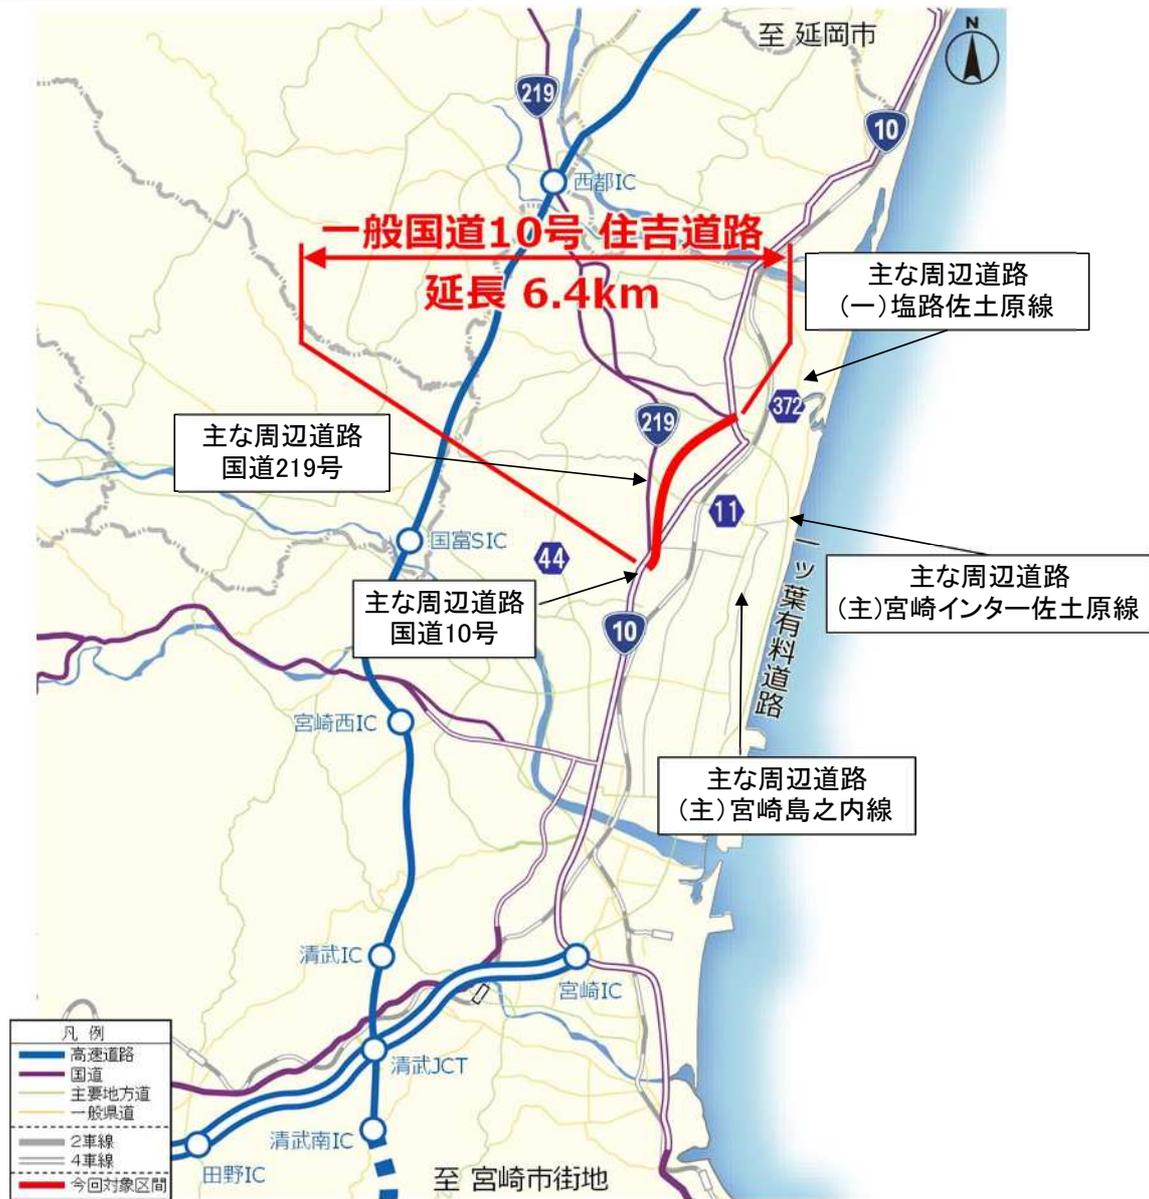 至 延岡市
N
219
10
西都IC
一般国道10号 住吉道路
延長 6.4km
主な周辺道路
(一)塩路佐土原線
372
219
主な周辺道路
国道219号
11
国富SIC
44
一ッ葉有料道路
主な周辺道路
(主)宮崎インター佐土原線
主な周辺道路
国道10号
10
宮崎西IC
主な周辺道路
(主)宮崎島之内線
清武IC
宮崎IC
清武JCT
清武南IC
田野IC
至 宮崎市街地
凡 例
高速道路
国道
主要地方道
一般県道
2車線
4車線
今回対象区間